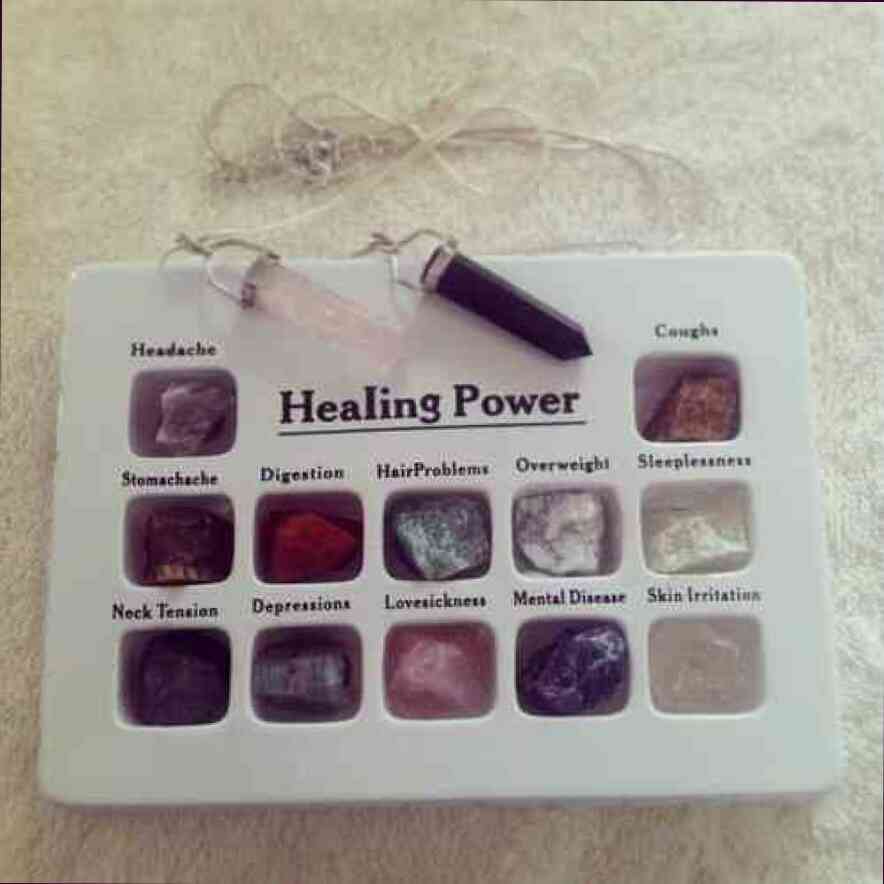 Headache
Coughs
Healing Power
Stomachache
Digestion
HairProblems
Overweight
Sleeplessness
Neck Tension
Depressions
Lovesickness
Mental Disease
Skin Irritation